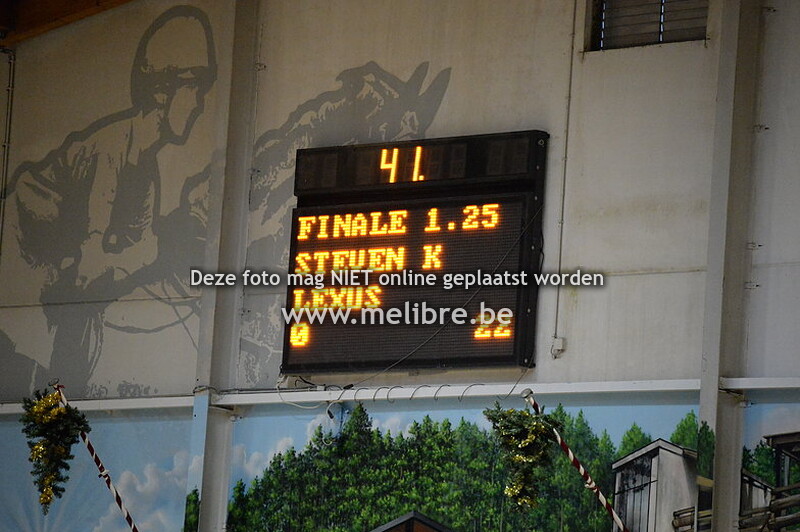 41.
FINALE 1.25
STEVEN K
Deze foto mag NIET online geplaatst worden
LEXUS
www.melibre.be
0 22